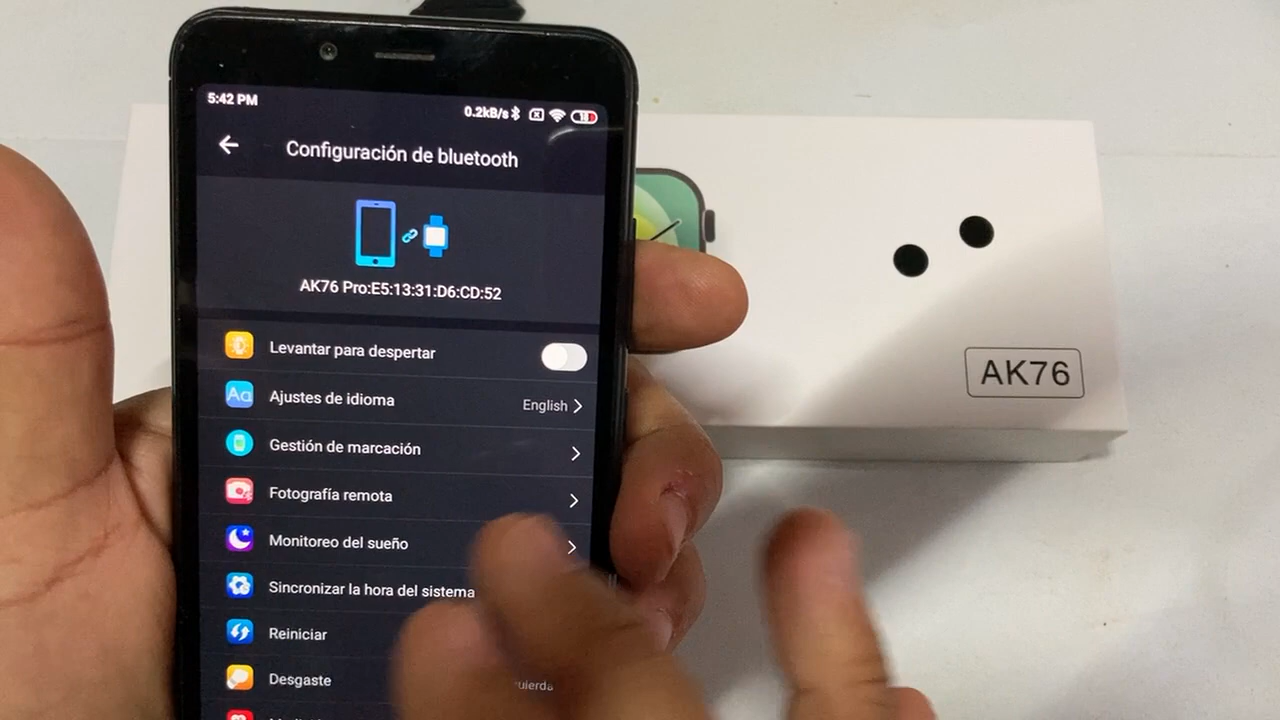 5:42 PM
0.2kB/s
Configuración de bluetooth
AK76 Pro:E5:13:31:D6:CD:52
Levantar para despertar
Aa Ajustes de idioma English
Gestión de marcación
Fotografía remota
Monitoreo del sueño
Sincronizar la hora del sistema
Reiniciar
Desgaste
AK76